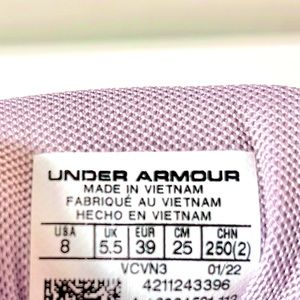 UNDER ARMOUR
MADE IN VIETNAM
FABRIQUÉ AU VIETNAM
HECHO EN VIETNAM
USA UK EUR CM CHN
8 5.5 39 25 250(2)
VCVN3 01/22
4211243396